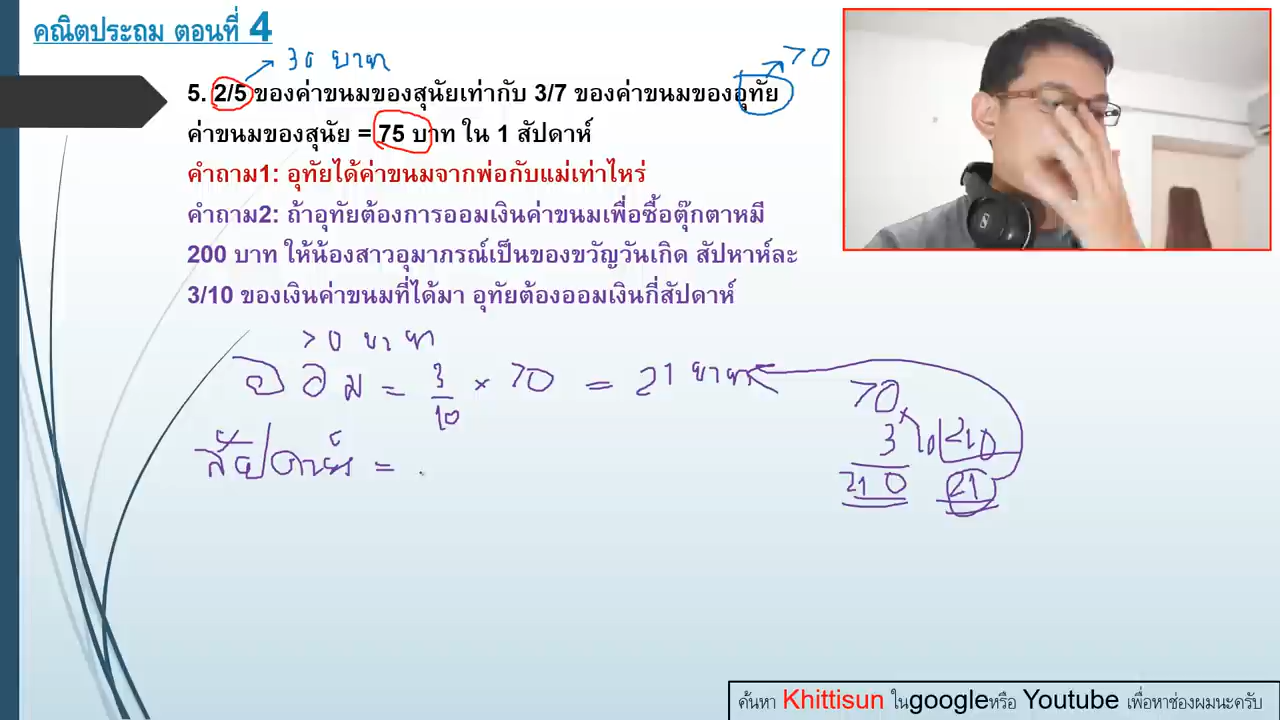 คณิตประถม ตอนที่ 4
30 บาท
70
5. 2/5 ของค่าขนมของสุนัยเท่ากับ 3/7 ของค่าขนมของอุทัย
ค่าขนมของสุนัย = 75 บาท ใน 1 สัปดาห์
คำถาม1: อุทัยได้ค่าขนมจากพ่อกับแม่เท่าไหร่
คำถาม2: ถ้าอุทัยต้องการออมเงินค่าขนมเพื่อซื้อตุ๊กตาหมี
200 บาท ให้น้องสาวอุมาภรณ์เป็นของขวัญวันเกิด สัปหาห์ละ
3/10 ของเงินค่าขนมที่ได้มา อุทัยต้องออมเงินกี่สัปดาห์
70 บาท
ออม = 3/10 × 70 = 21 บาท
สัปดาห์ =
70 ×
3
210
10 210
21
ค้นหา Khittisun ในgoogleหรือ Youtube เพื่อหาช่องผมนะครับ